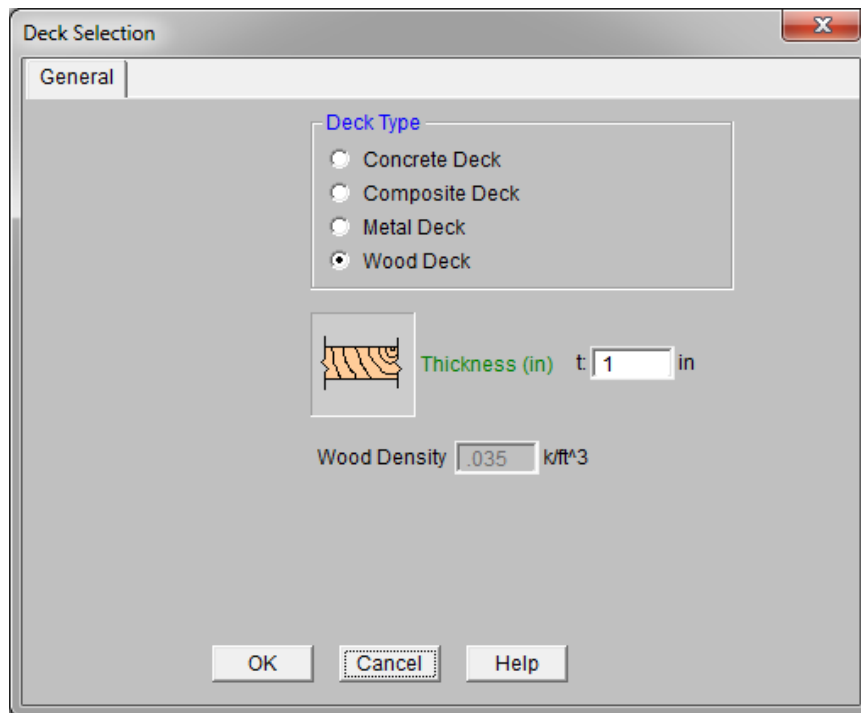 Deck Selection
General
Deck Type
Concrete Deck
Composite Deck
Metal Deck
Wood Deck
Thickness (in) t: 1 in
Wood Density .035 k/ft^3
OK Cancel Help